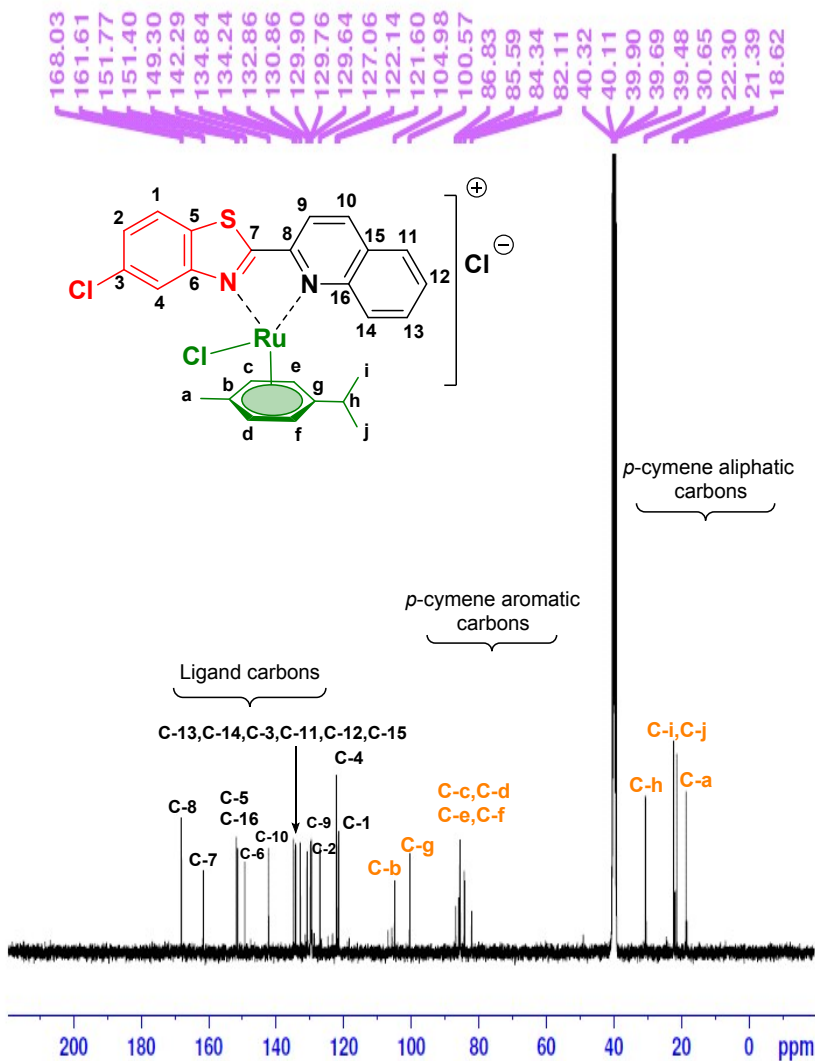 168.03
161.61
151.77
151.40
149.30
142.29
134.84
134.24
132.86
130.86
129.90
129.76
129.64
127.06
122.14
121.60
104.98
100.57
86.83
85.59
84.34
82.11
40.32
40.11
39.90
39.69
39.48
30.65
22.30
21.39
18.62
1
2
3
4
5
6
7
8
9
10
11
12
13
14
15
16
S
N
N
Cl
Ru
Cl
+
Cl −
a
b
c
d
e
f
g
h
i
j
p-cymene aliphatic
carbons
p-cymene aromatic
carbons
Ligand carbons
C-13,C-14,C-3,C-11,C-12,C-15
C-8
C-7
C-5
C-16
C-6
C-10
C-9
C-2
C-4
C-1
C-b
C-g
C-c,C-d
C-e,C-f
C-h
C-i,C-j
C-a
200 180 160 140 120 100 80 60 40 20 0 ppm